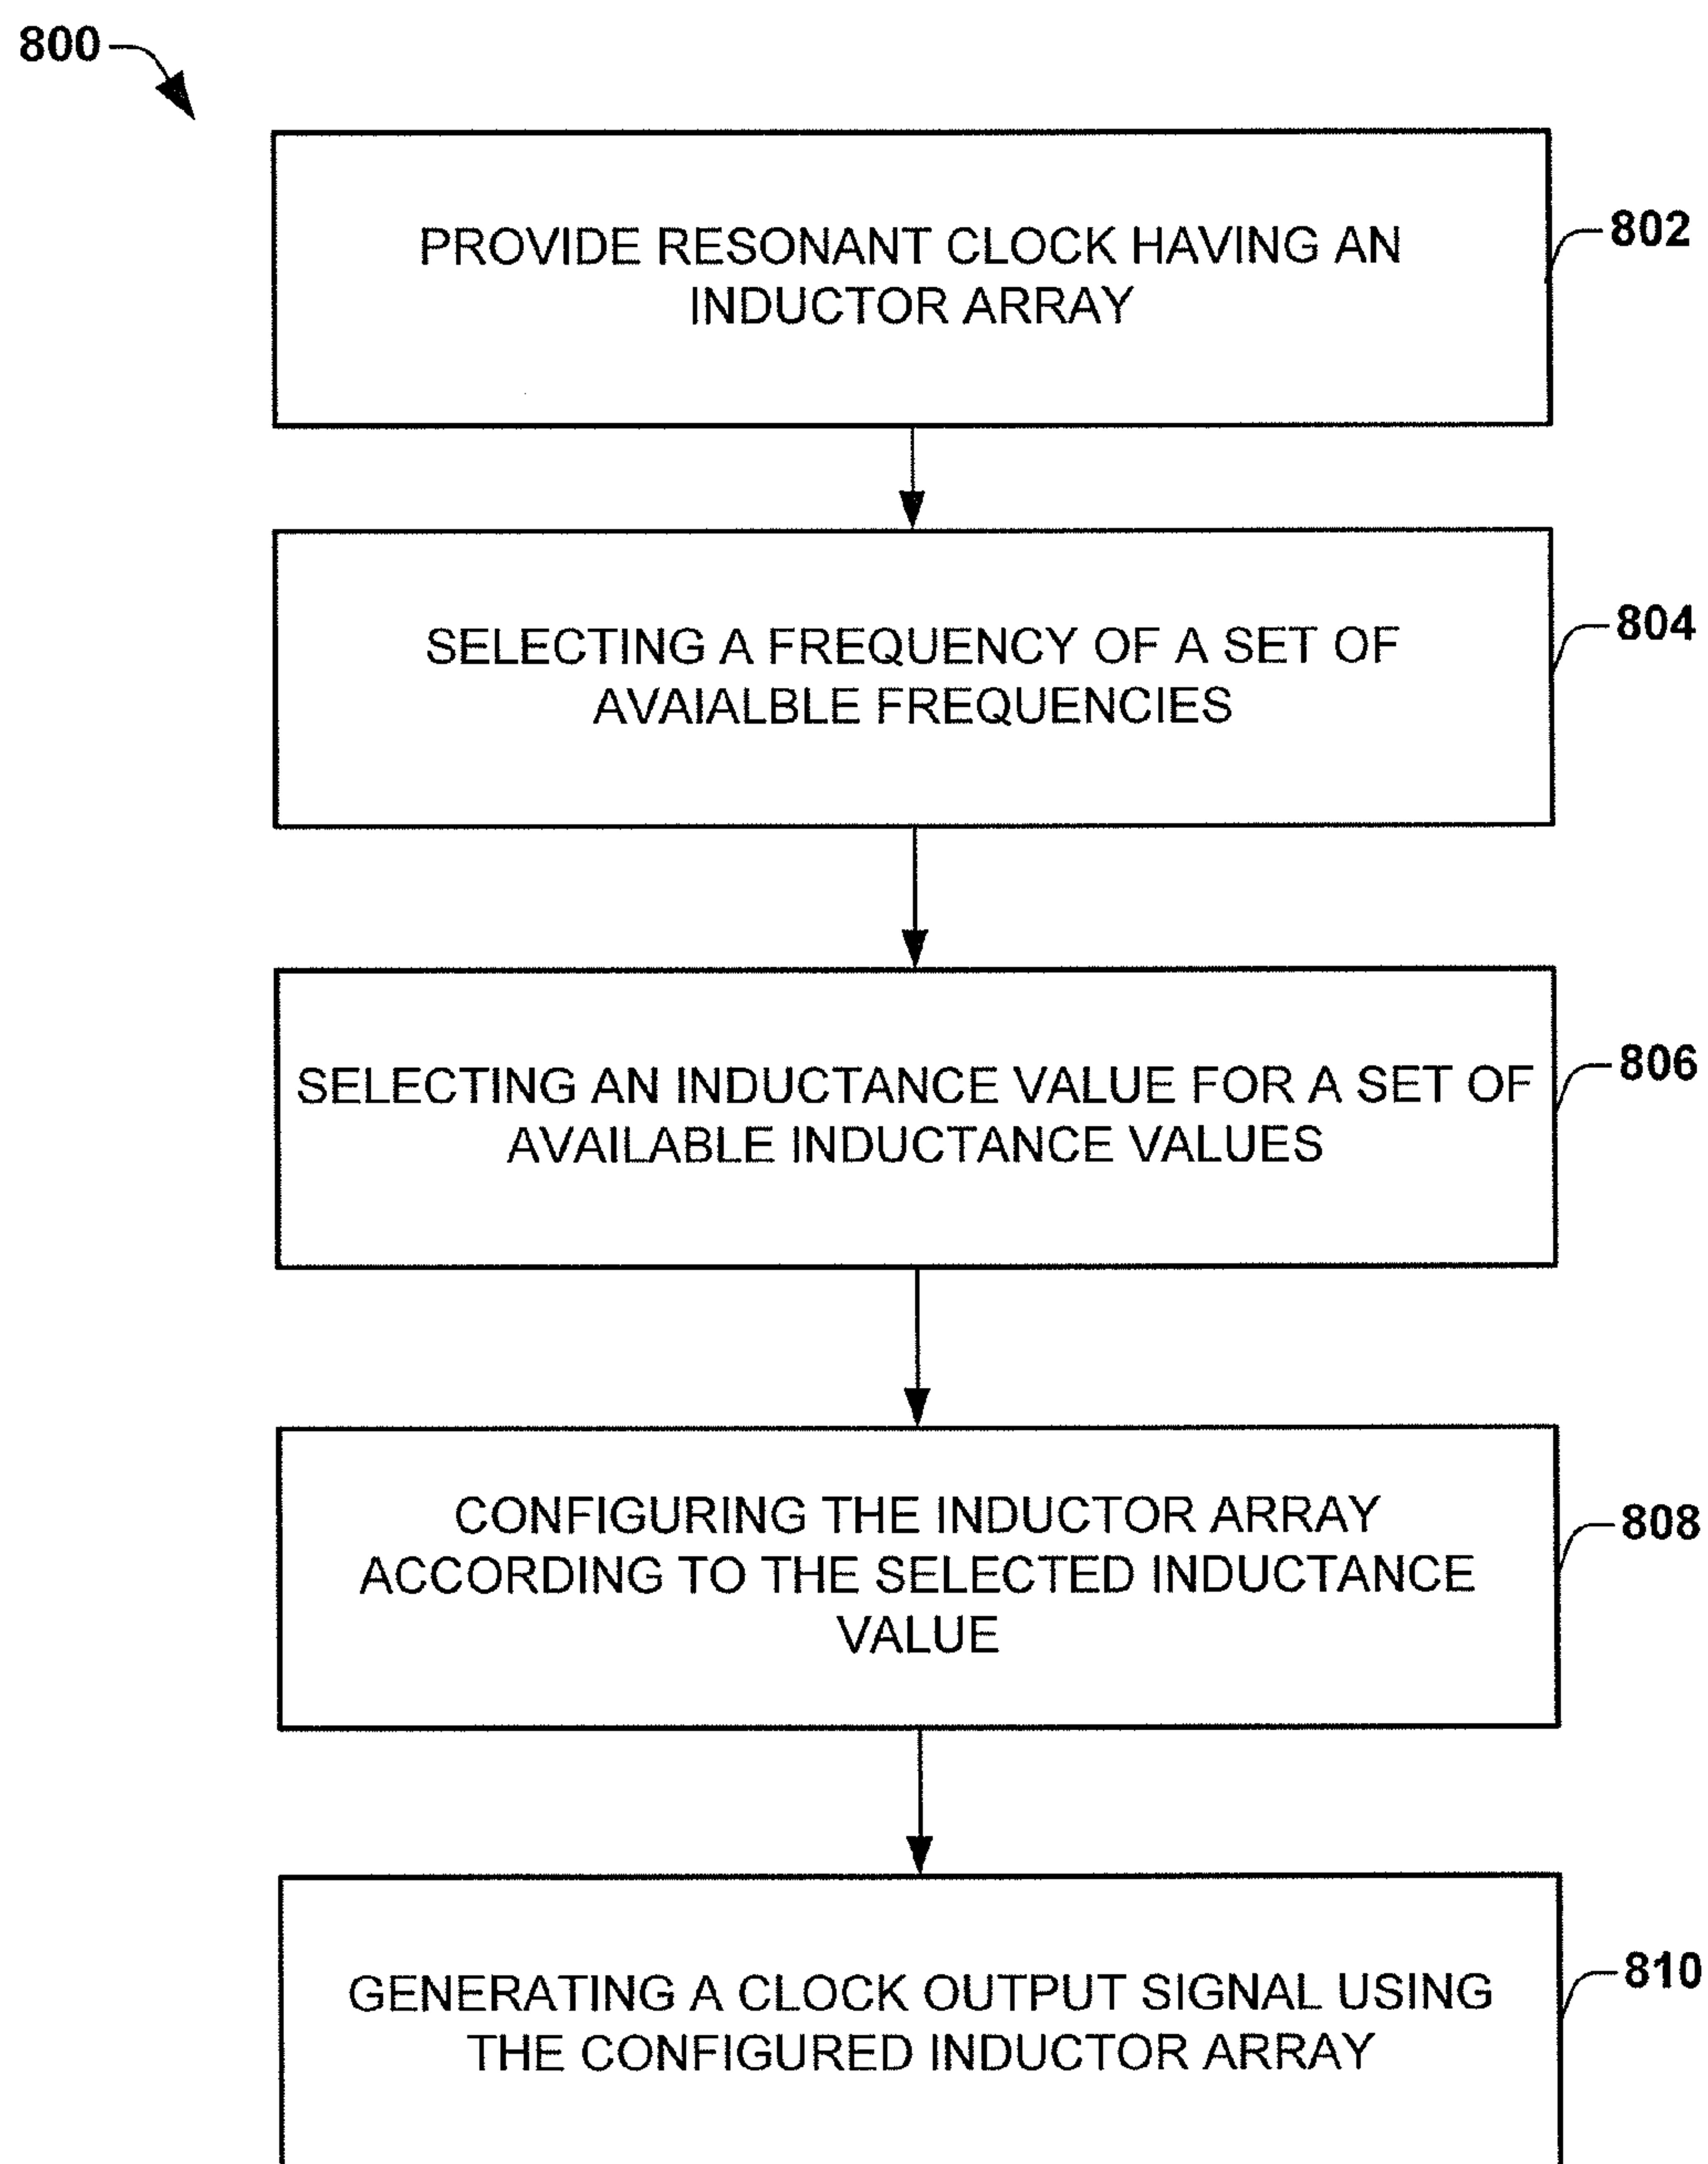 800
PROVIDE RESONANT CLOCK HAVING AN
INDUCTOR ARRAY
802
SELECTING A FREQUENCY OF A SET OF
AVAIALBLE FREQUENCIES
804
SELECTING AN INDUCTANCE VALUE FOR A SET OF
AVAILABLE INDUCTANCE VALUES
806
CONFIGURING THE INDUCTOR ARRAY
ACCORDING TO THE SELECTED INDUCTANCE
VALUE
808
GENERATING A CLOCK OUTPUT SIGNAL USING
THE CONFIGURED INDUCTOR ARRAY
810